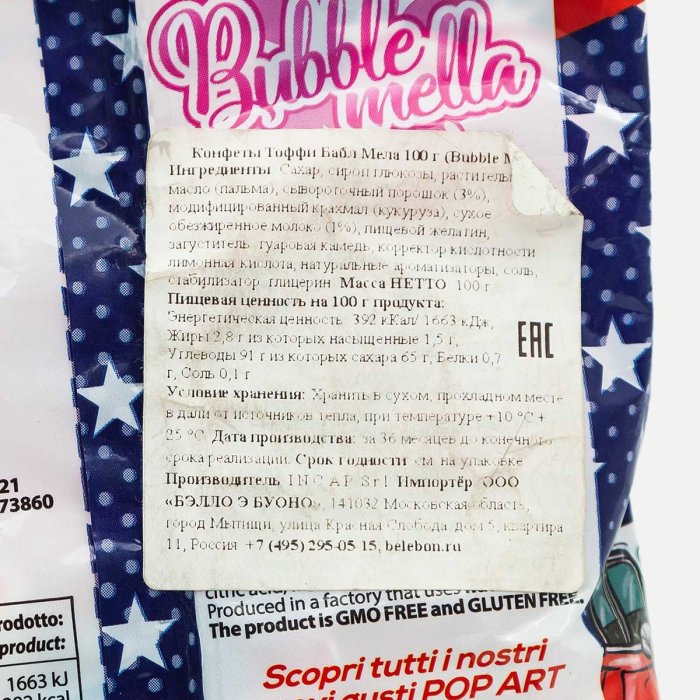 Bubble
mella
Конфеты Тоффи Бабл Мела 100 г (Bubble M
Ингредиенты: Сахар, сироп глюкозы, раститель
масло (пальма), сывороточный порошок (3%),
модифицированный крахмал (кукуруза), сухое
обезжиренное молоко (1%), пищевой желатин,
загуститель: гуаровая камедь, корректор кислотности
лимонная кислота, натуральные ароматизаторы, соль,
стабилизатор: глицерин. Масса НЕТТО: 100 г
Пищевая ценность на 100 г продукта:
Энергетическая ценность: 392 кКал/ 1663 кДж,
Жиры 2,8 г из которых насыщенные 1,5 г,
Углеводы 91 г из которых сахара 65 г, Белки 0,7
г, Соль 0,1 г
EAC
Условие хранения: Хранить в сухом, прохладном месте
в дали от источников тепла, при температуре +10 °C +
25 °C. Дата производства: за 36 месяцев до конечного
срока реализации. Срок годности: см. на упаковке
Производитель: I.N.C.A.P. S.r.l. Импортёр: ООО
«БЭЛЛО Э БУОНО», 141032 Московская область,
город Мытищи, улица Красная Слобода, дом 5, квартира
11, Россия. +7 (495) 295-05-15, belebon.ru
21
73860
citric acid,
Produced in a factory that uses
The product is GMO FREE and GLUTEN FREE.
rodotto:
product:
1663 kJ
392 kcal
Scopri tutti i nostri
gusti POP ART